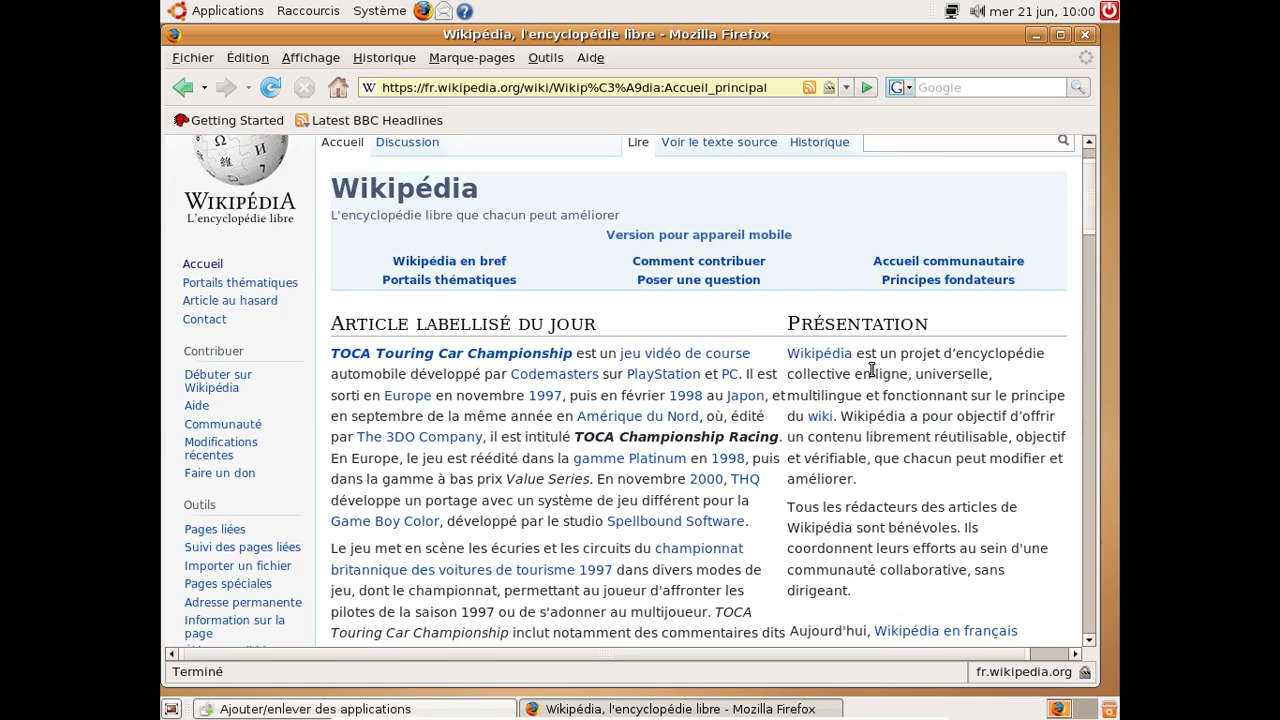 Applications Raccourcis Système mer 21 jun, 10:00
Wikipédia, l'encyclopédie libre - Mozilla Firefox
Fichier Édition Affichage Historique Marque-pages Outils Aide
https://fr.wikipedia.org/wiki/Wikip%C3%A9dia:Accueil_principal Google
Getting Started Latest BBC Headlines
Accueil Discussion Lire Voir le texte source Historique
WIKIPÉDIA
L'encyclopédie libre
Accueil
Portails thématiques
Article au hasard
Contact
Contribuer
Débuter sur
Wikipédia
Aide
Communauté
Modifications
récentes
Faire un don
Outils
Pages liées
Suivi des pages liées
Importer un fichier
Pages spéciales
Adresse permanente
Information sur la
page
Wikipédia
L'encyclopédie libre que chacun peut améliorer
Version pour appareil mobile
Wikipédia en bref Comment contribuer Accueil communautaire
Portails thématiques Poser une question Principes fondateurs
Article labellisé du jour
TOCA Touring Car Championship est un jeu vidéo de course
automobile développé par Codemasters sur PlayStation et PC. Il est
sorti en Europe en novembre 1997, puis en février 1998 au Japon, et
en septembre de la même année en Amérique du Nord, où, édité
par The 3DO Company, il est intitulé TOCA Championship Racing.
En Europe, le jeu est réédité dans la gamme Platinum en 1998, puis
dans la gamme à bas prix Value Series. En novembre 2000, THQ
développe un portage avec un système de jeu différent pour la
Game Boy Color, développé par le studio Spellbound Software.
Le jeu met en scène les écuries et les circuits du championnat
britannique des voitures de tourisme 1997 dans divers modes de
jeu, dont le championnat, permettant au joueur d'affronter les
pilotes de la saison 1997 ou de s'adonner au multijoueur. TOCA
Touring Car Championship inclut notamment des commentaires dits
Présentation
Wikipédia est un projet d’encyclopédie
collective en ligne, universelle,
multilingue et fonctionnant sur le principe
du wiki. Wikipédia a pour objectif d’offrir
un contenu librement réutilisable, objectif
et vérifiable, que chacun peut modifier et
améliorer.
Tous les rédacteurs des articles de
Wikipédia sont bénévoles. Ils
coordonnent leurs efforts au sein d'une
communauté collaborative, sans
dirigeant.
Aujourd'hui, Wikipédia en français
Terminé fr.wikipedia.org
Ajouter/enlever des applications Wikipédia, l'encyclopédie libre - Mozilla Firefox